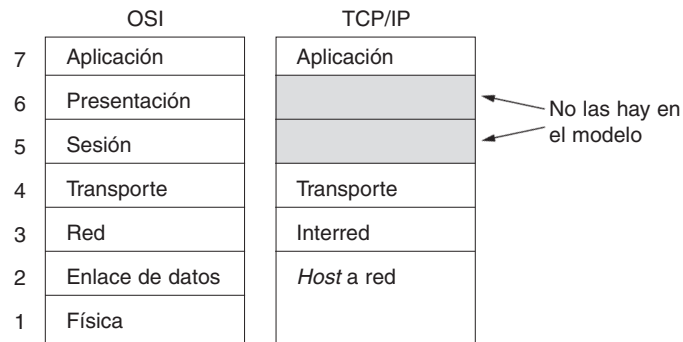 OSI
TCP/IP
7 Aplicación Aplicación
6 Presentación
5 Sesión
No las hay en
el modelo
4 Transporte Transporte
3 Red Interred
2 Enlace de datos Host a red
1 Física